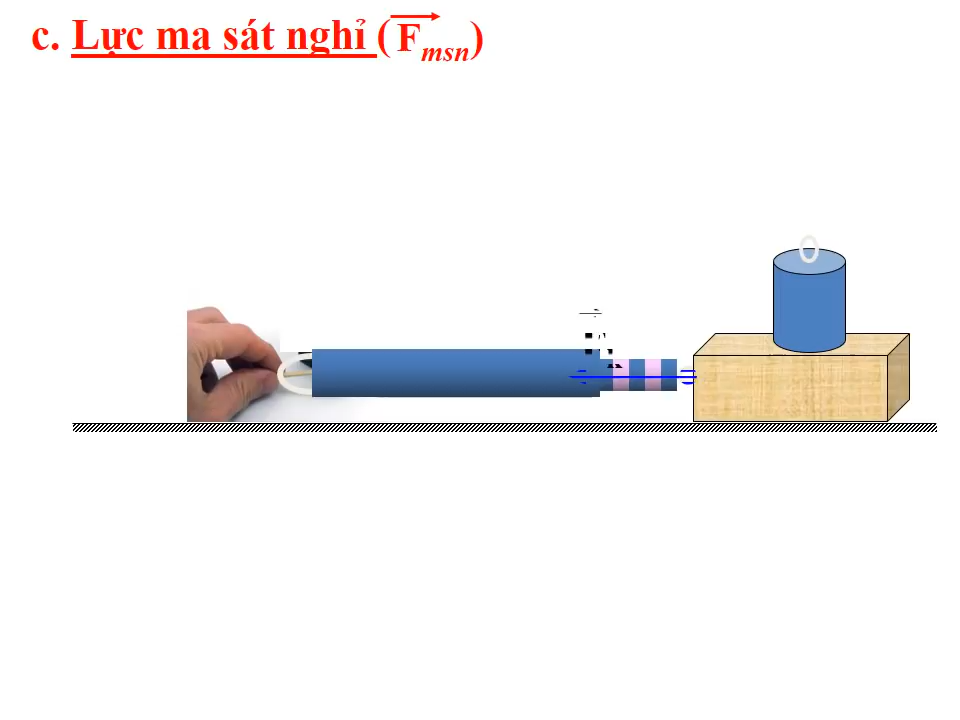 c. Lực ma sát nghỉ (F msn)